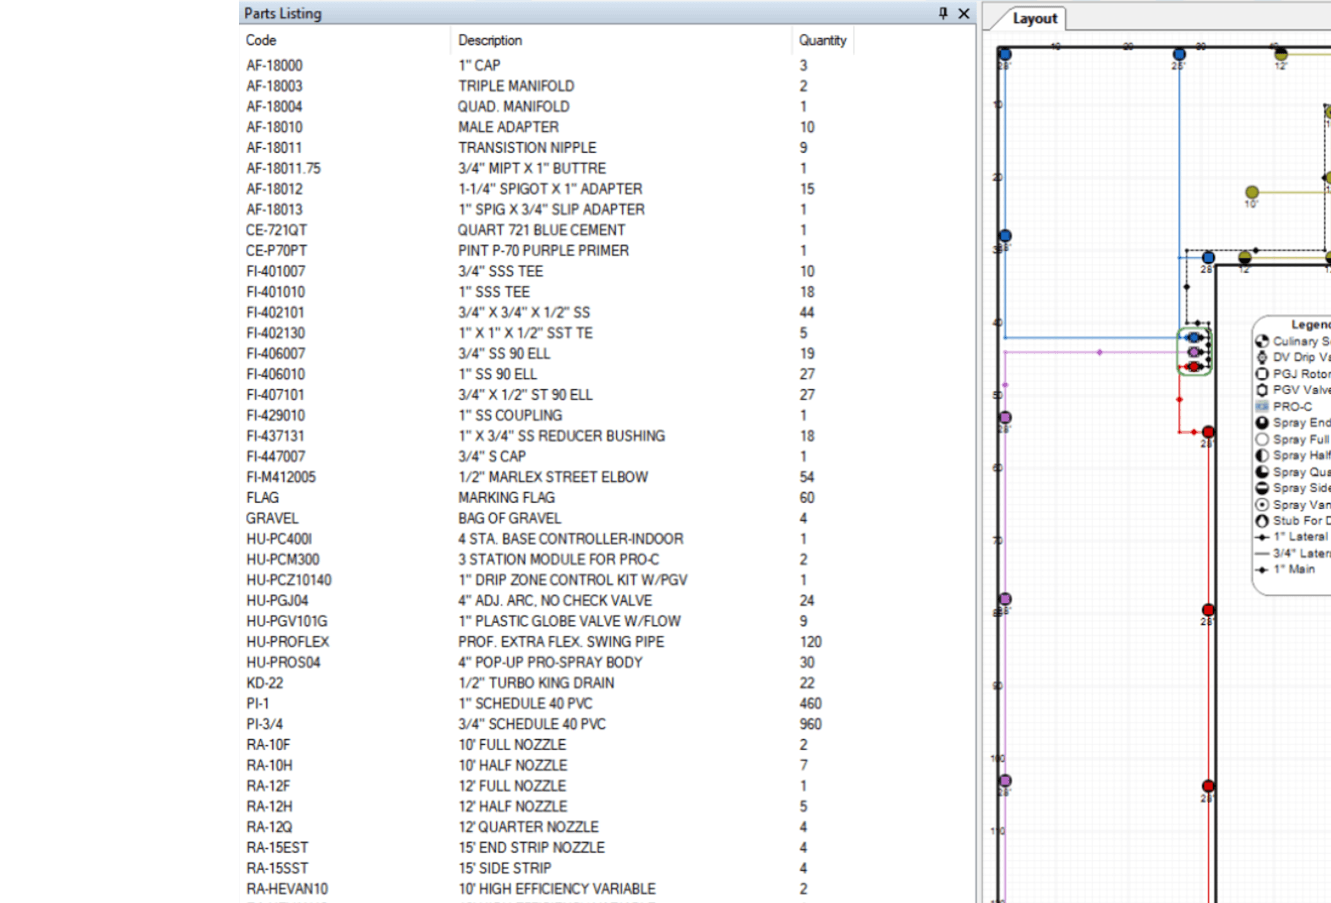 Parts Listing
Code Description Quantity
AF-18000 1" CAP 3
AF-18003 TRIPLE MANIFOLD 2
AF-18004 QUAD. MANIFOLD 1
AF-18010 MALE ADAPTER 10
AF-18011 TRANSISTION NIPPLE 9
AF-18011.75 3/4" MIPT X 1" BUTTRE 1
AF-18012 1-1/4" SPIGOT X 1" ADAPTER 15
AF-18013 1" SPIG X 3/4" SLIP ADAPTER 1
CE-721QT QUART 721 BLUE CEMENT 1
CE-P70PT PINT P-70 PURPLE PRIMER 1
FI-401007 3/4" SSS TEE 10
FI-401010 1" SSS TEE 18
FI-402101 3/4" X 3/4" X 1/2" SS 44
FI-402130 1" X 1" X 1/2" SST TE 5
FI-406007 3/4" SS 90 ELL 19
FI-406010 1" SS 90 ELL 27
FI-407101 3/4" X 1/2" ST 90 ELL 27
FI-429010 1" SS COUPLING 1
FI-437131 1" X 3/4" SS REDUCER BUSHING 18
FI-447007 3/4" S CAP 1
FI-M412005 1/2" MARLEX STREET ELBOW 54
FLAG MARKING FLAG 60
GRAVEL BAG OF GRAVEL 4
HU-PC400I 4 STA. BASE CONTROLLER-INDOOR 1
HU-PCM300 3 STATION MODULE FOR PRO-C 2
HU-PCZ10140 1" DRIP ZONE CONTROL KIT W/PGV 1
HU-PGJ04 4" ADJ. ARC, NO CHECK VALVE 24
HU-PGV101G 1" PLASTIC GLOBE VALVE W/FLOW 9
HU-PROFLEX PROF. EXTRA FLEX. SWING PIPE 120
HU-PROS04 4" POP-UP PRO-SPRAY BODY 30
KD-22 1/2" TURBO KING DRAIN 22
PI-1 1" SCHEDULE 40 PVC 460
PI-3/4 3/4" SCHEDULE 40 PVC 960
RA-10F 10' FULL NOZZLE 2
RA-10H 10' HALF NOZZLE 7
RA-12F 12' FULL NOZZLE 1
RA-12H 12' HALF NOZZLE 5
RA-12Q 12' QUARTER NOZZLE 4
RA-15EST 15' END STRIP NOZZLE 4
RA-15SST 15' SIDE STRIP 4
RA-HEVAN10 10' HIGH EFFICIENCY VARIABLE 2
Layout
10 20 30
28' 25' 12'
10
20
10'
28' 12'
40
50
28' 28'
60
70
28'
90
100
28' 28'
110
Legend
Culinary S
DV Drip Va
PGJ Rotor
PGV Valve
PRO-C
Spray End
Spray Full
Spray Half
Spray Qua
Spray Side
Spray Van
Stub For D
1" Lateral
3/4" Latera
1" Main